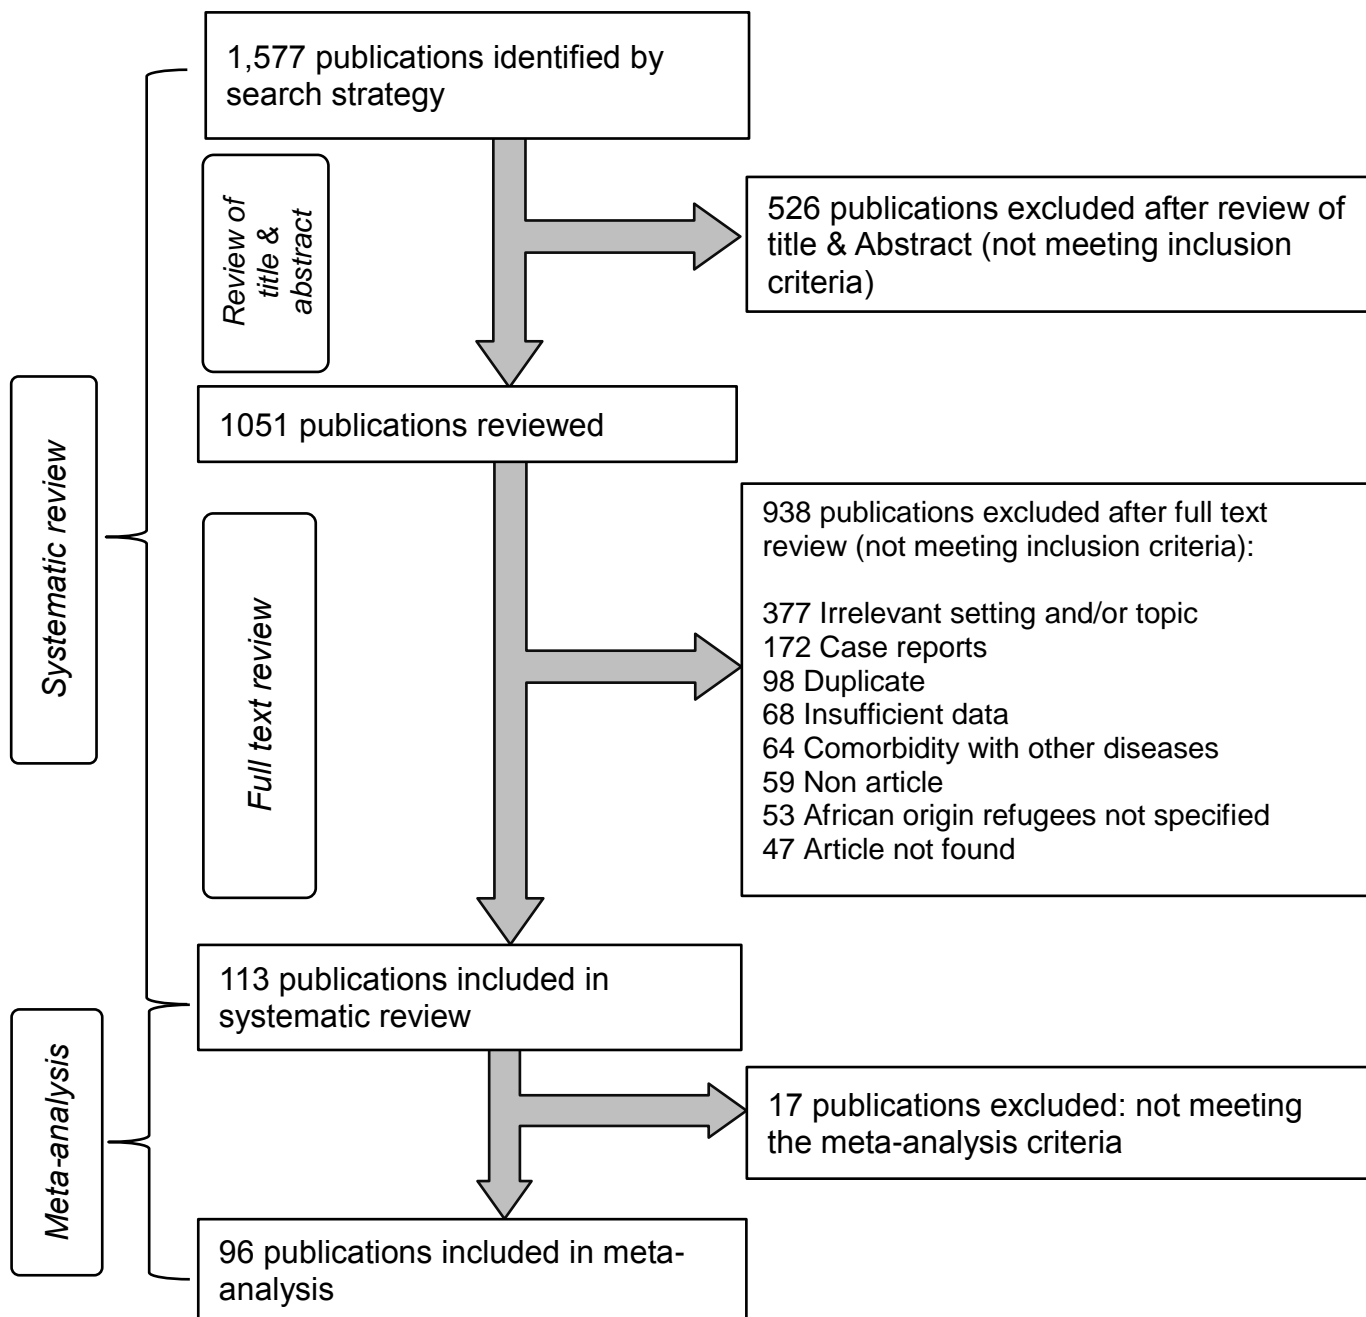 1,577 publications identified by
search strategy
Review of
title &
abstract
526 publications excluded after review of
title & Abstract (not meeting inclusion
criteria)
1051 publications reviewed
Systematic review
Full text review
938 publications excluded after full text
review (not meeting inclusion criteria):
377 Irrelevant setting and/or topic
172 Case reports
98 Duplicate
68 Insufficient data
64 Comorbidity with other diseases
59 Non article
53 African origin refugees not specified
47 Article not found
113 publications included in
systematic review
Meta-analysis
17 publications excluded: not meeting
the meta-analysis criteria
96 publications included in meta-
analysis